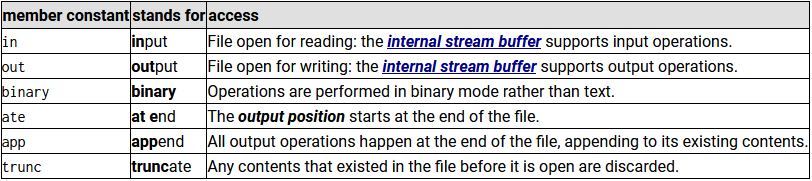 member constant stands for access
in input File open for reading: the internal stream buffer supports input operations.
out output File open for writing: the internal stream buffer supports output operations.
binary binary Operations are performed in binary mode rather than text.
ate at end The output position starts at the end of the file.
app append All output operations happen at the end of the file, appending to its existing contents.
trunc truncate Any contents that existed in the file before it is open are discarded.